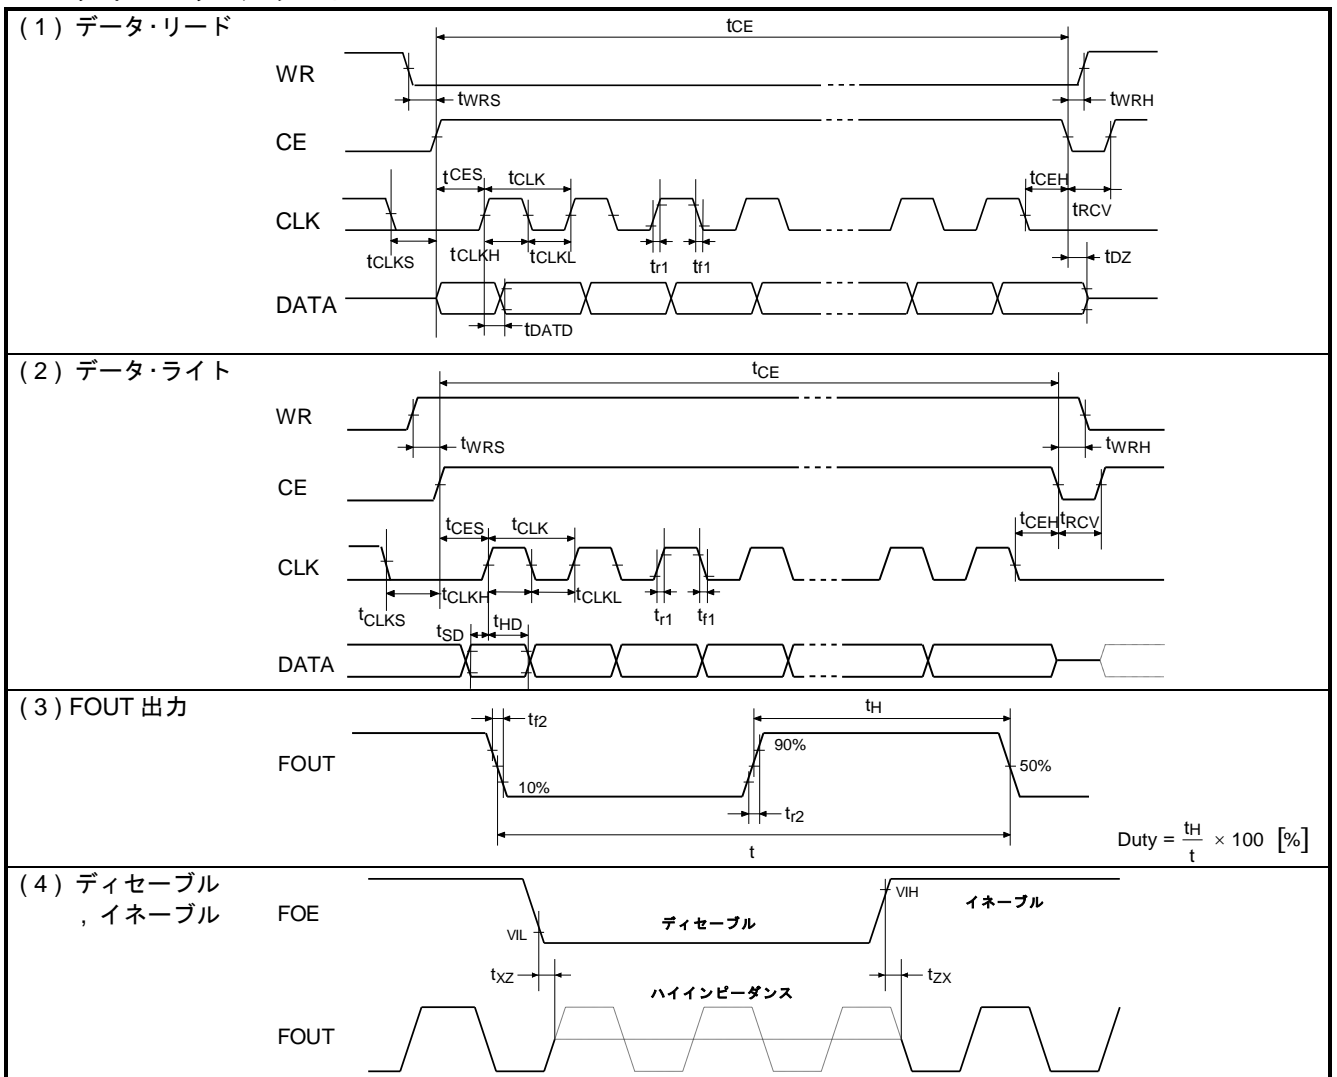 (1) データ･リード
tCE
WR
tWRS
tWRH
CE
tCES
tCLK
tCEH
CLK
tRCV
tCLKS
tCLKH
tCLKL
tr1
tf1
tDZ
DATA
tDATD
(2) データ･ライト
tCE
WR
tWRS
tWRH
CE
tCES
tCLK
tCEH
tRCV
CLK
tCLKH
tCLKL
tCLKS
tr1
tf1
tSD
tHD
DATA
(3) FOUT 出力
tH
tf2
90%
FOUT
50%
10%
tr2
t
Duty = tH/t × 100 [%]
(4) ディセーブル
, イネーブル
VIH
イネーブル
FOE
ディセーブル
VIL
tXZ
tZX
ハイインピーダンス
FOUT